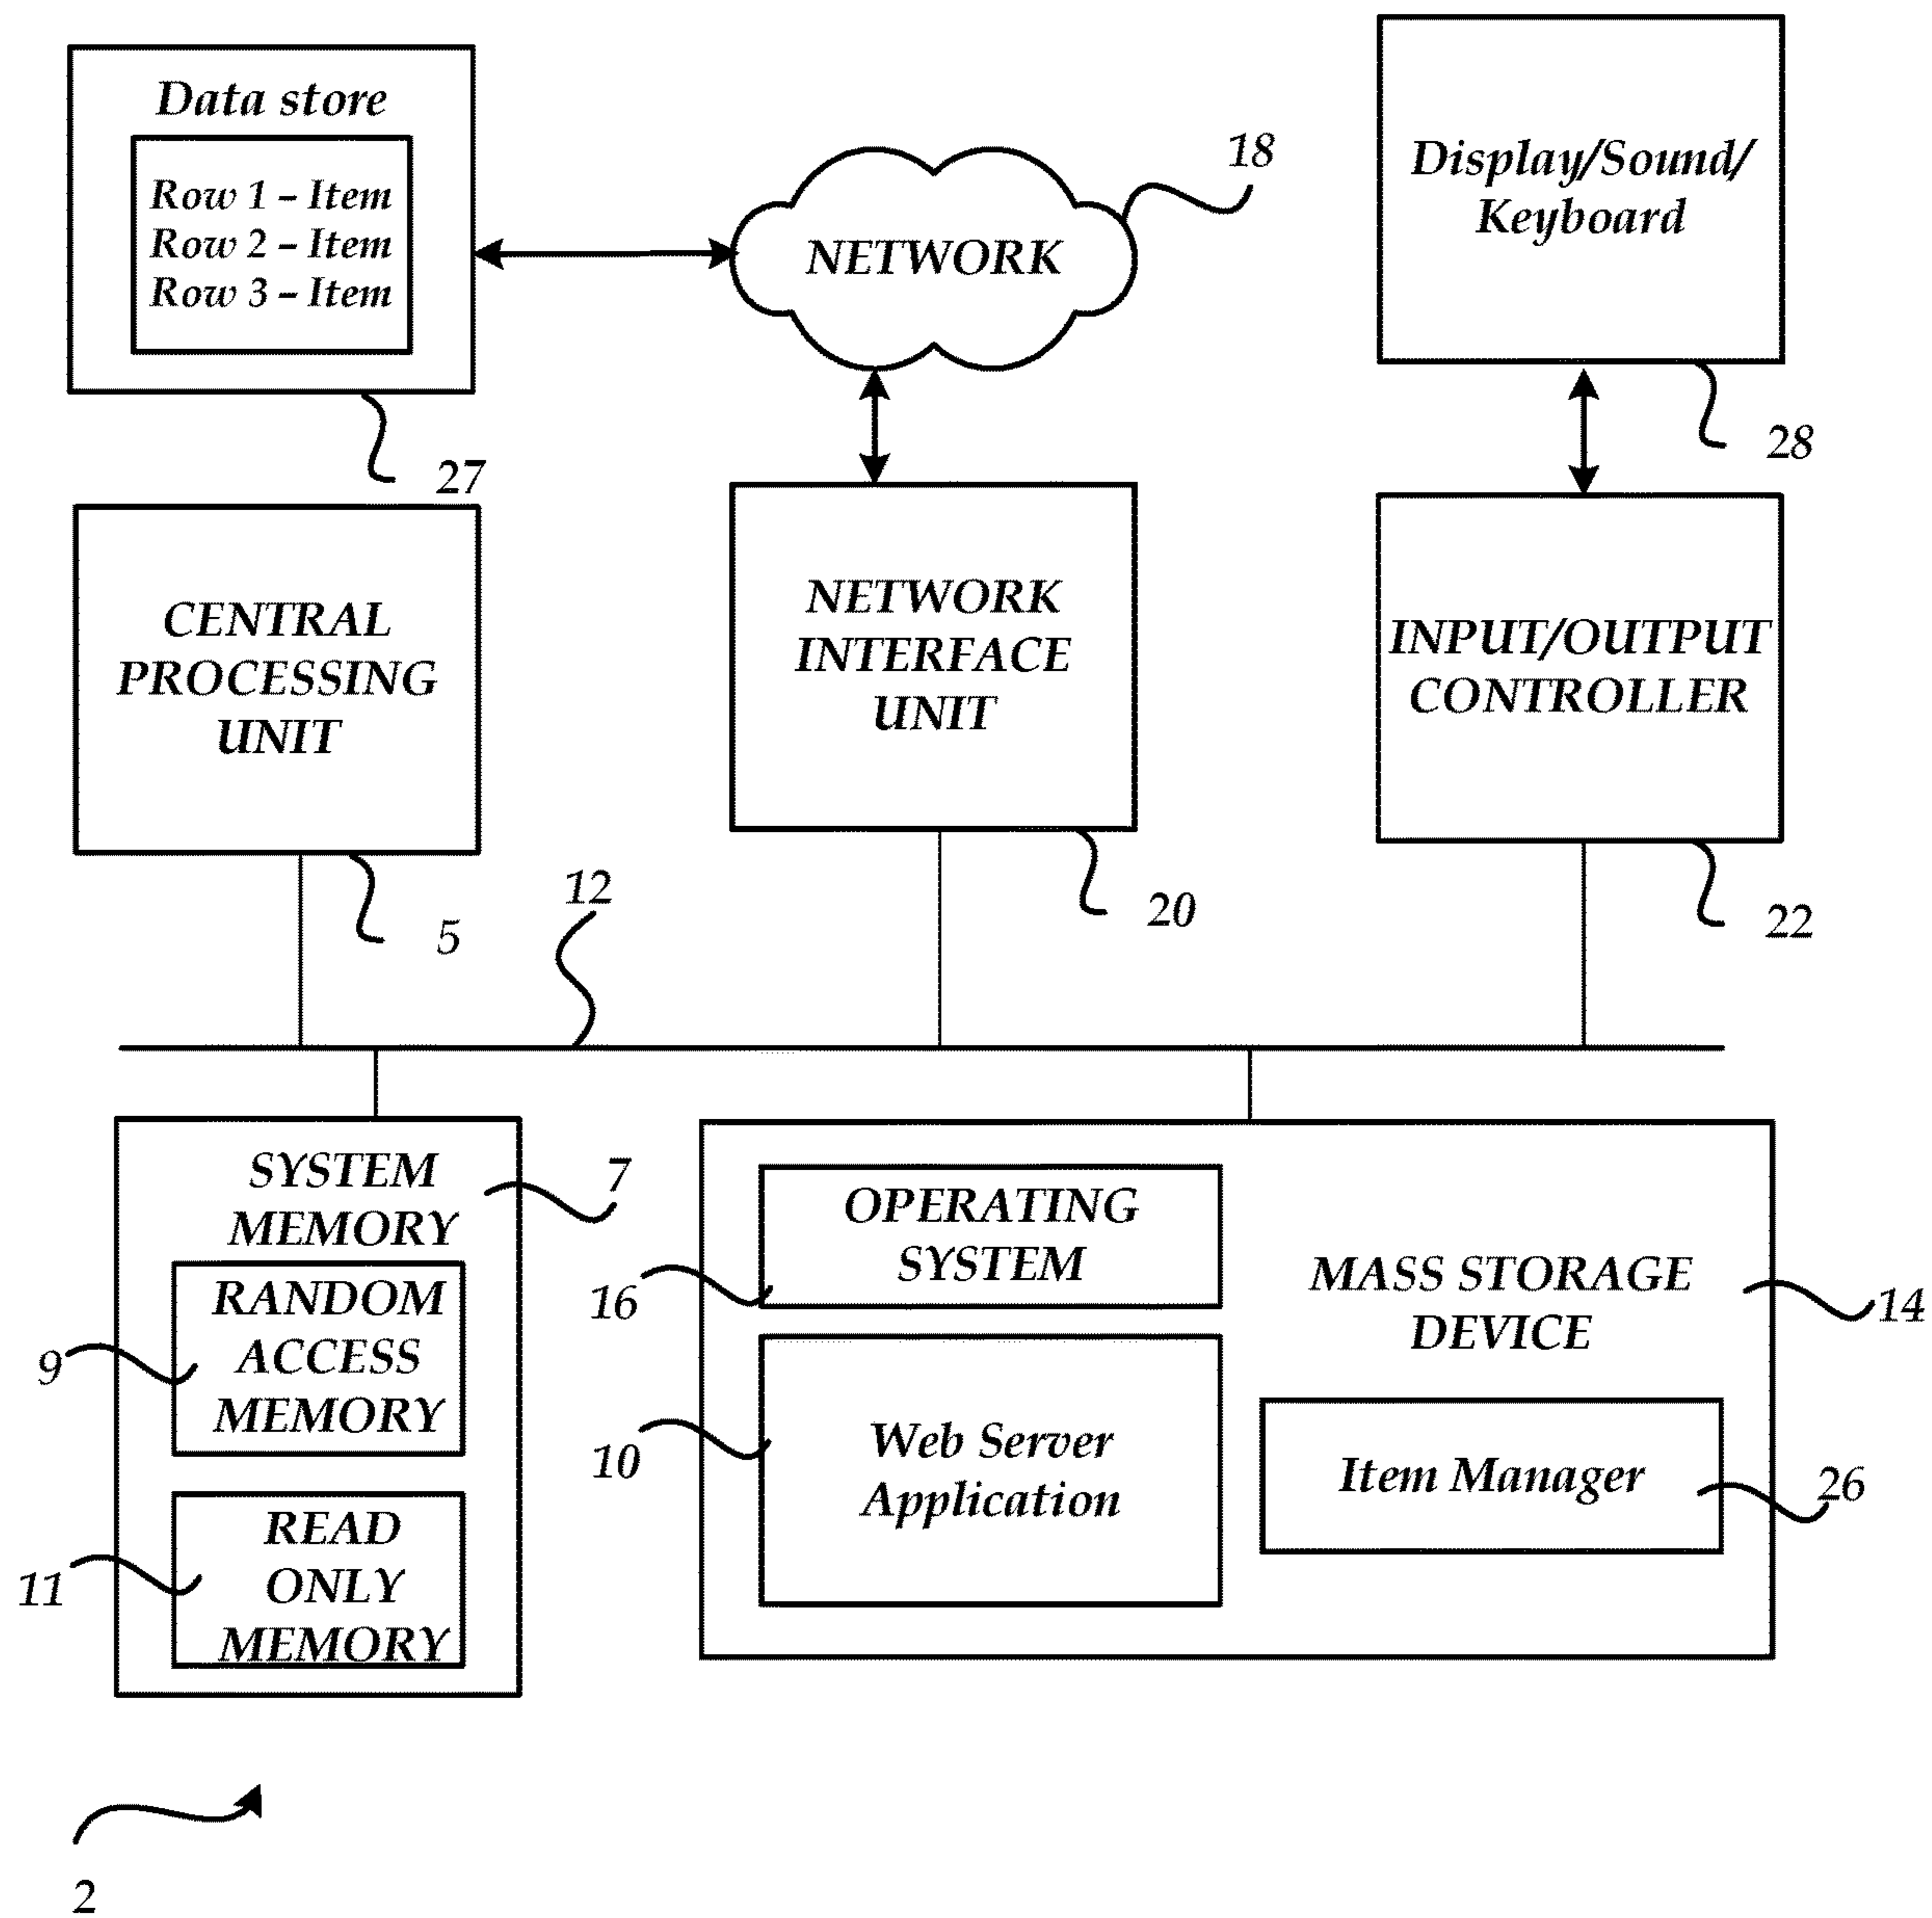 Data store
Row 1 – Item
Row 2 – Item
Row 3 – Item
27
NETWORK
18
Display/Sound/
Keyboard
28
CENTRAL
PROCESSING
UNIT
5
NETWORK
INTERFACE
UNIT
20
INPUT/OUTPUT
CONTROLLER
22
12
SYSTEM
MEMORY
7
RANDOM
ACCESS
MEMORY
9
READ
ONLY
MEMORY
11
OPERATING
SYSTEM
16
Web Server
Application
10
MASS STORAGE
DEVICE
14
Item Manager
26
2